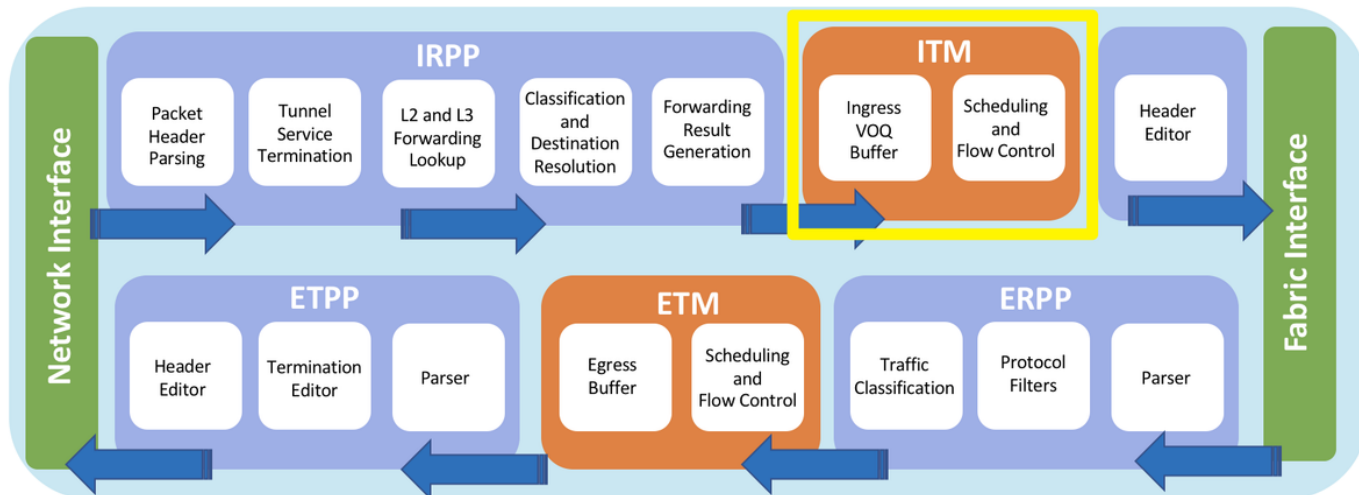 Network Interface
IRPP
Packet
Header
Parsing
Tunnel
Service
Termination
L2 and L3
Forwarding
Lookup
Classification
and
Destination
Resolution
Forwarding
Result
Generation
ITM
Ingress
VOQ
Buffer
Scheduling
and
Flow Control
Header
Editor
Fabric Interface
ETPP
Header
Editor
Termination
Editor
Parser
ETM
Egress
Buffer
Scheduling
and
Flow Control
ERPP
Traffic
Classification
Protocol
Filters
Parser